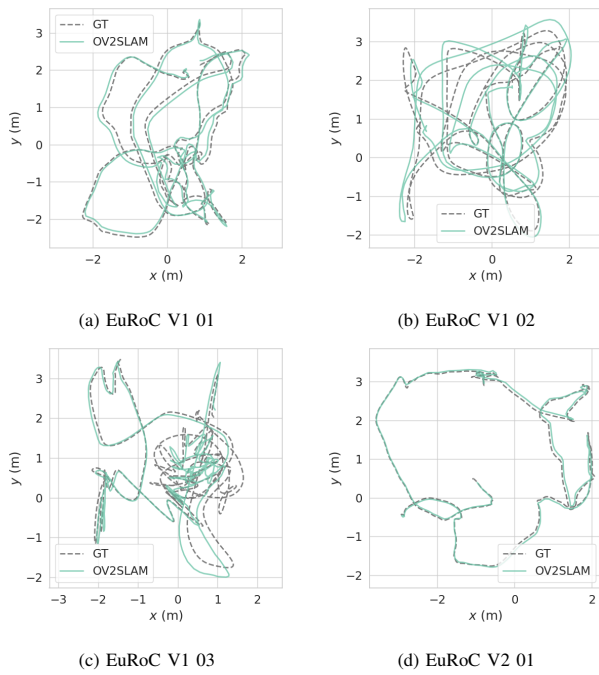 3
2
1
0
−1
−2
y (m)
GT
OV2SLAM
−2 0 2
x (m)
(a) EuRoC V1 01
3
2
1
0
−1
−2
y (m)
GT
OV2SLAM
−2 0 2
x (m)
(b) EuRoC V1 02
3
2
1
0
−1
−2
y (m)
GT
OV2SLAM
−3 −2 −1 0 1 2
x (m)
(c) EuRoC V1 03
3
2
1
0
−1
−2
y (m)
GT
OV2SLAM
−2 0 2
x (m)
(d) EuRoC V2 01